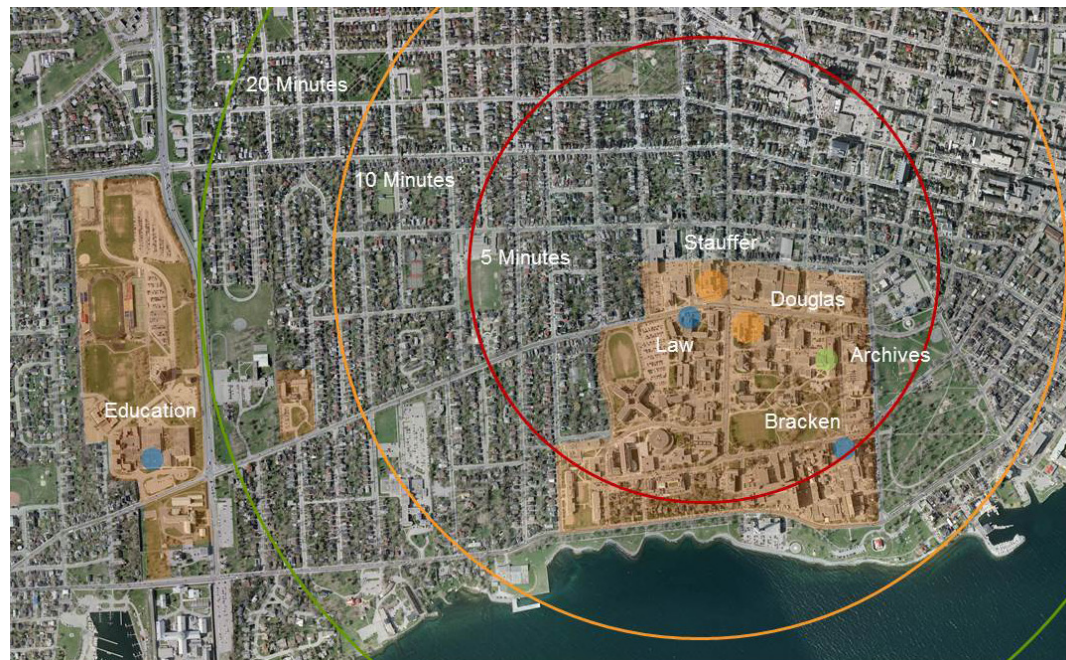 20 Minutes
10 Minutes
Stauffer
5 Minutes
Douglas
Law
Archives
Education
Bracken